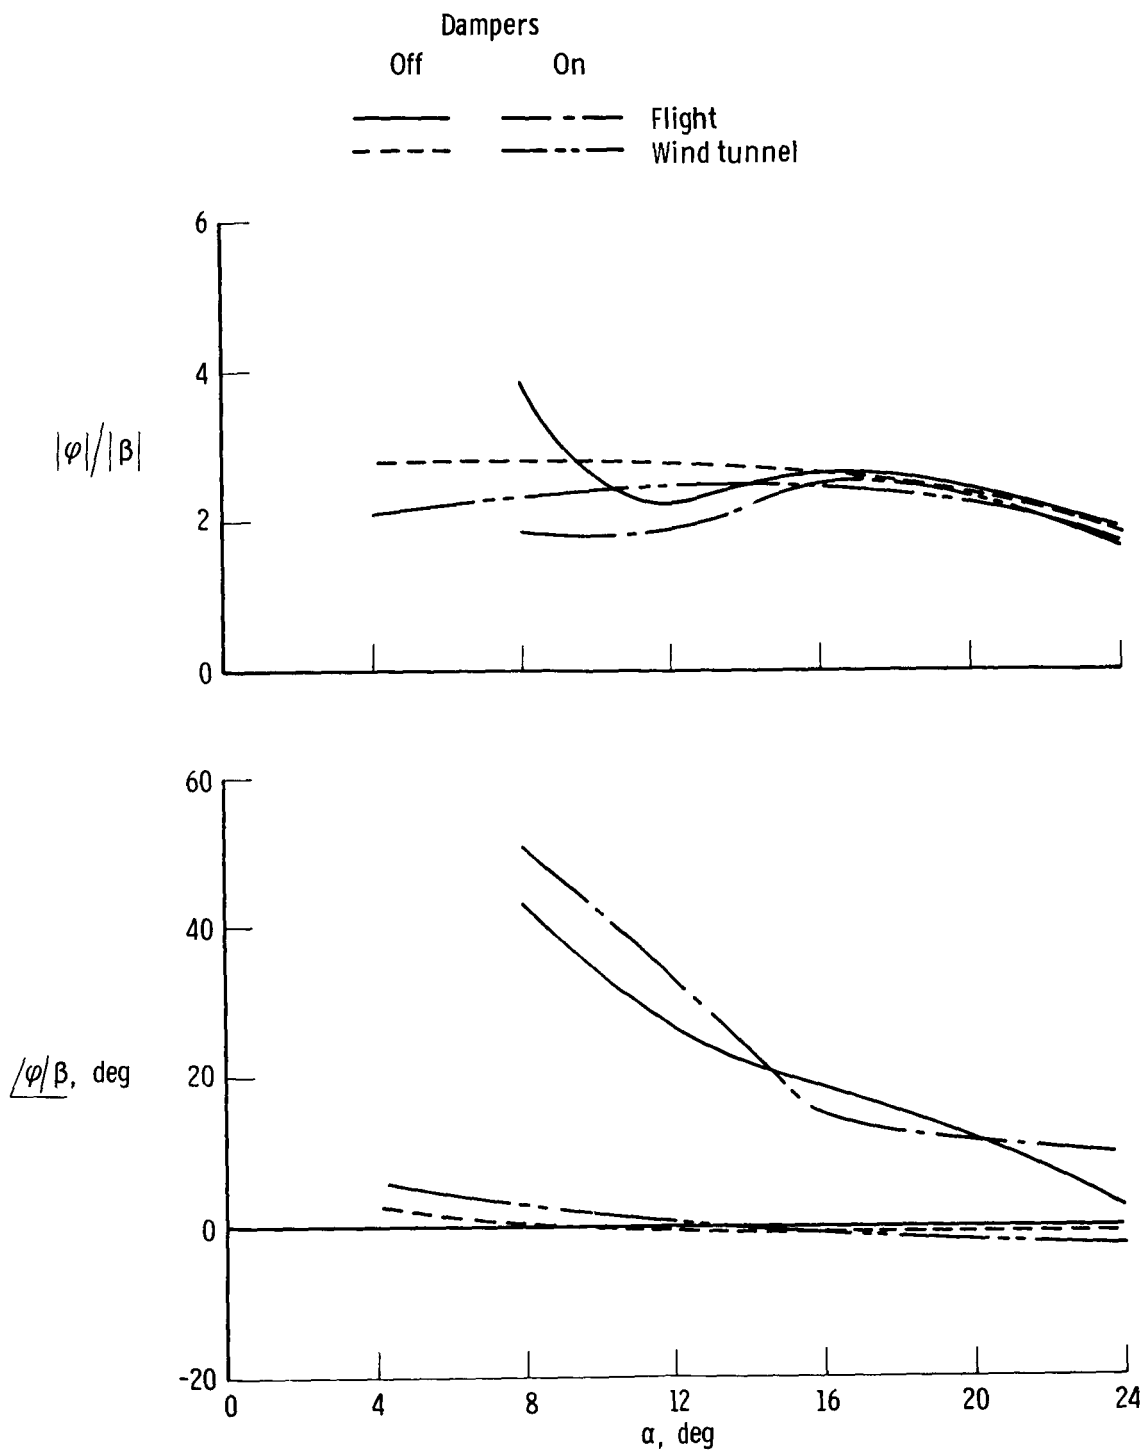 Dampers
Off On
Flight
Wind tunnel
6
4
|φ|/|β|
2
0
60
40
/φ/β, deg
20
0
-20
0 4 8 12 16 20 24
α, deg